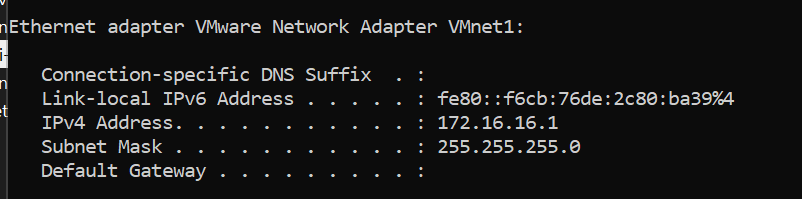 Ethernet adapter VMware Network Adapter VMnet1:
Connection-specific DNS Suffix  . :
Link-local IPv6 Address . . . . . : fe80::f6cb:76de:2c80:ba39%4
IPv4 Address. . . . . . . . . . . : 172.16.16.1
Subnet Mask . . . . . . . . . . . : 255.255.255.0
Default Gateway . . . . . . . . . :